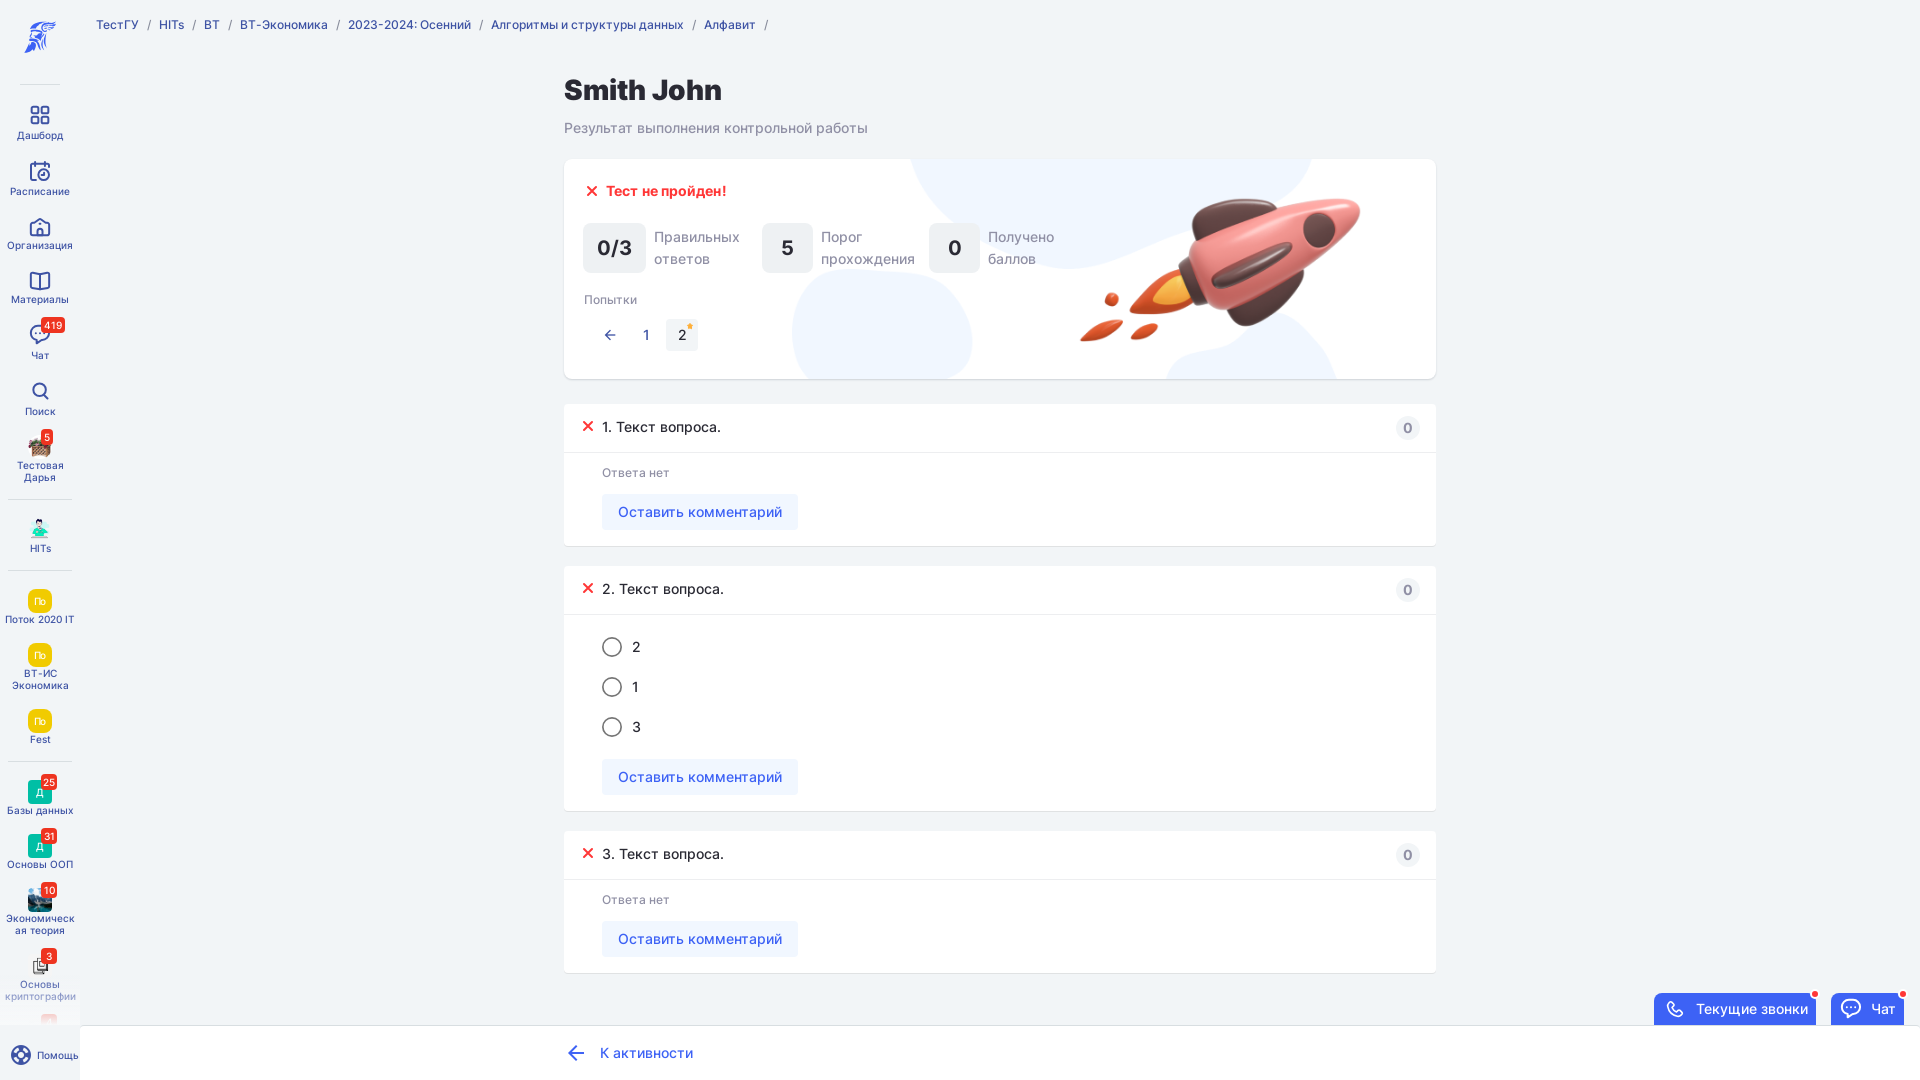 ТестГУ / HITs / ВТ / ВТ-Экономика / 2023-2024: Осенний / Алгоритмы и структуры данных / Алфавит /
Дашборд
Расписание
Организация
Материалы
419
Чат
Поиск
5
Тестовая
Дарья
HITs
По
Поток 2020 IT
По
ВТ-ИС
Экономика
По
Fest
25
Д
Базы данных
31
Д
Основы ООП
10
Экономическ
ая теория
3
Основы
криптографии
Помощь
Smith John
Результат выполнения контрольной работы
Тест не пройден!
0/3 Правильных
ответов
5 Порог
прохождения
0 Получено
баллов
Попытки
1 2
1. Текст вопроса. 0
Ответа нет
Оставить комментарий
2. Текст вопроса. 0
2
1
3
Оставить комментарий
3. Текст вопроса. 0
Ответа нет
Оставить комментарий
Текущие звонки
Чат
К активности